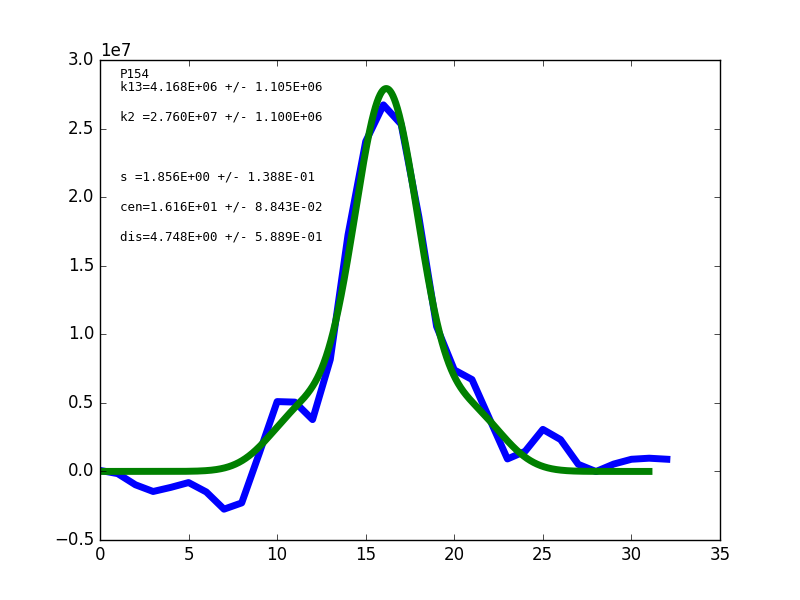 1e7
P154
k13=4.168E+06 +/- 1.105E+06
k2 =2.760E+07 +/- 1.100E+06
s =1.856E+00 +/- 1.388E-01
cen=1.616E+01 +/- 8.843E-02
dis=4.748E+00 +/- 5.889E-01
3.0
2.5
2.0
1.5
1.0
0.5
0.0
−0.5
0 5 10 15 20 25 30 35